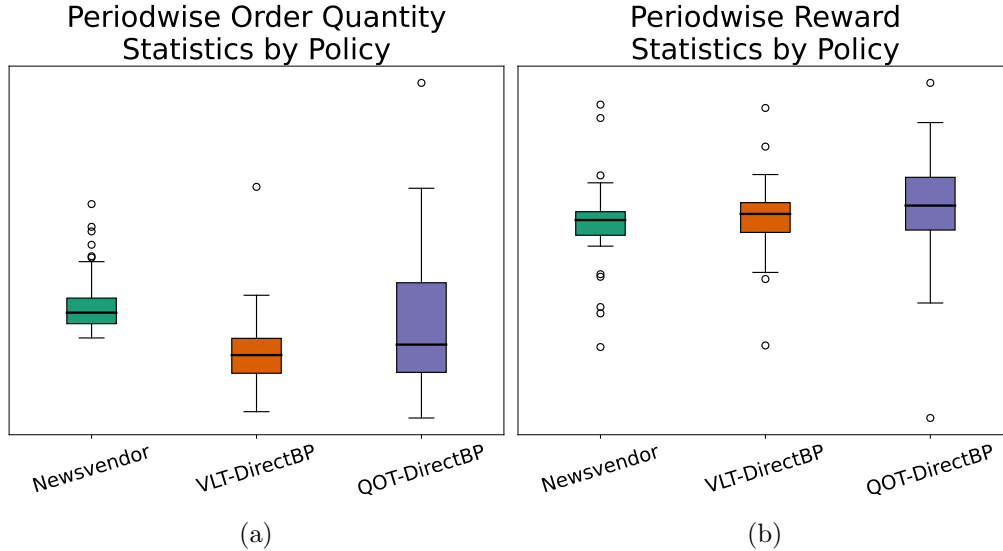 Periodwise Order Quantity
Statistics by Policy
Newsvendor
VLT-DirectBP
QOT-DirectBP
(a)
Periodwise Reward
Statistics by Policy
Newsvendor
VLT-DirectBP
QOT-DirectBP
(b)